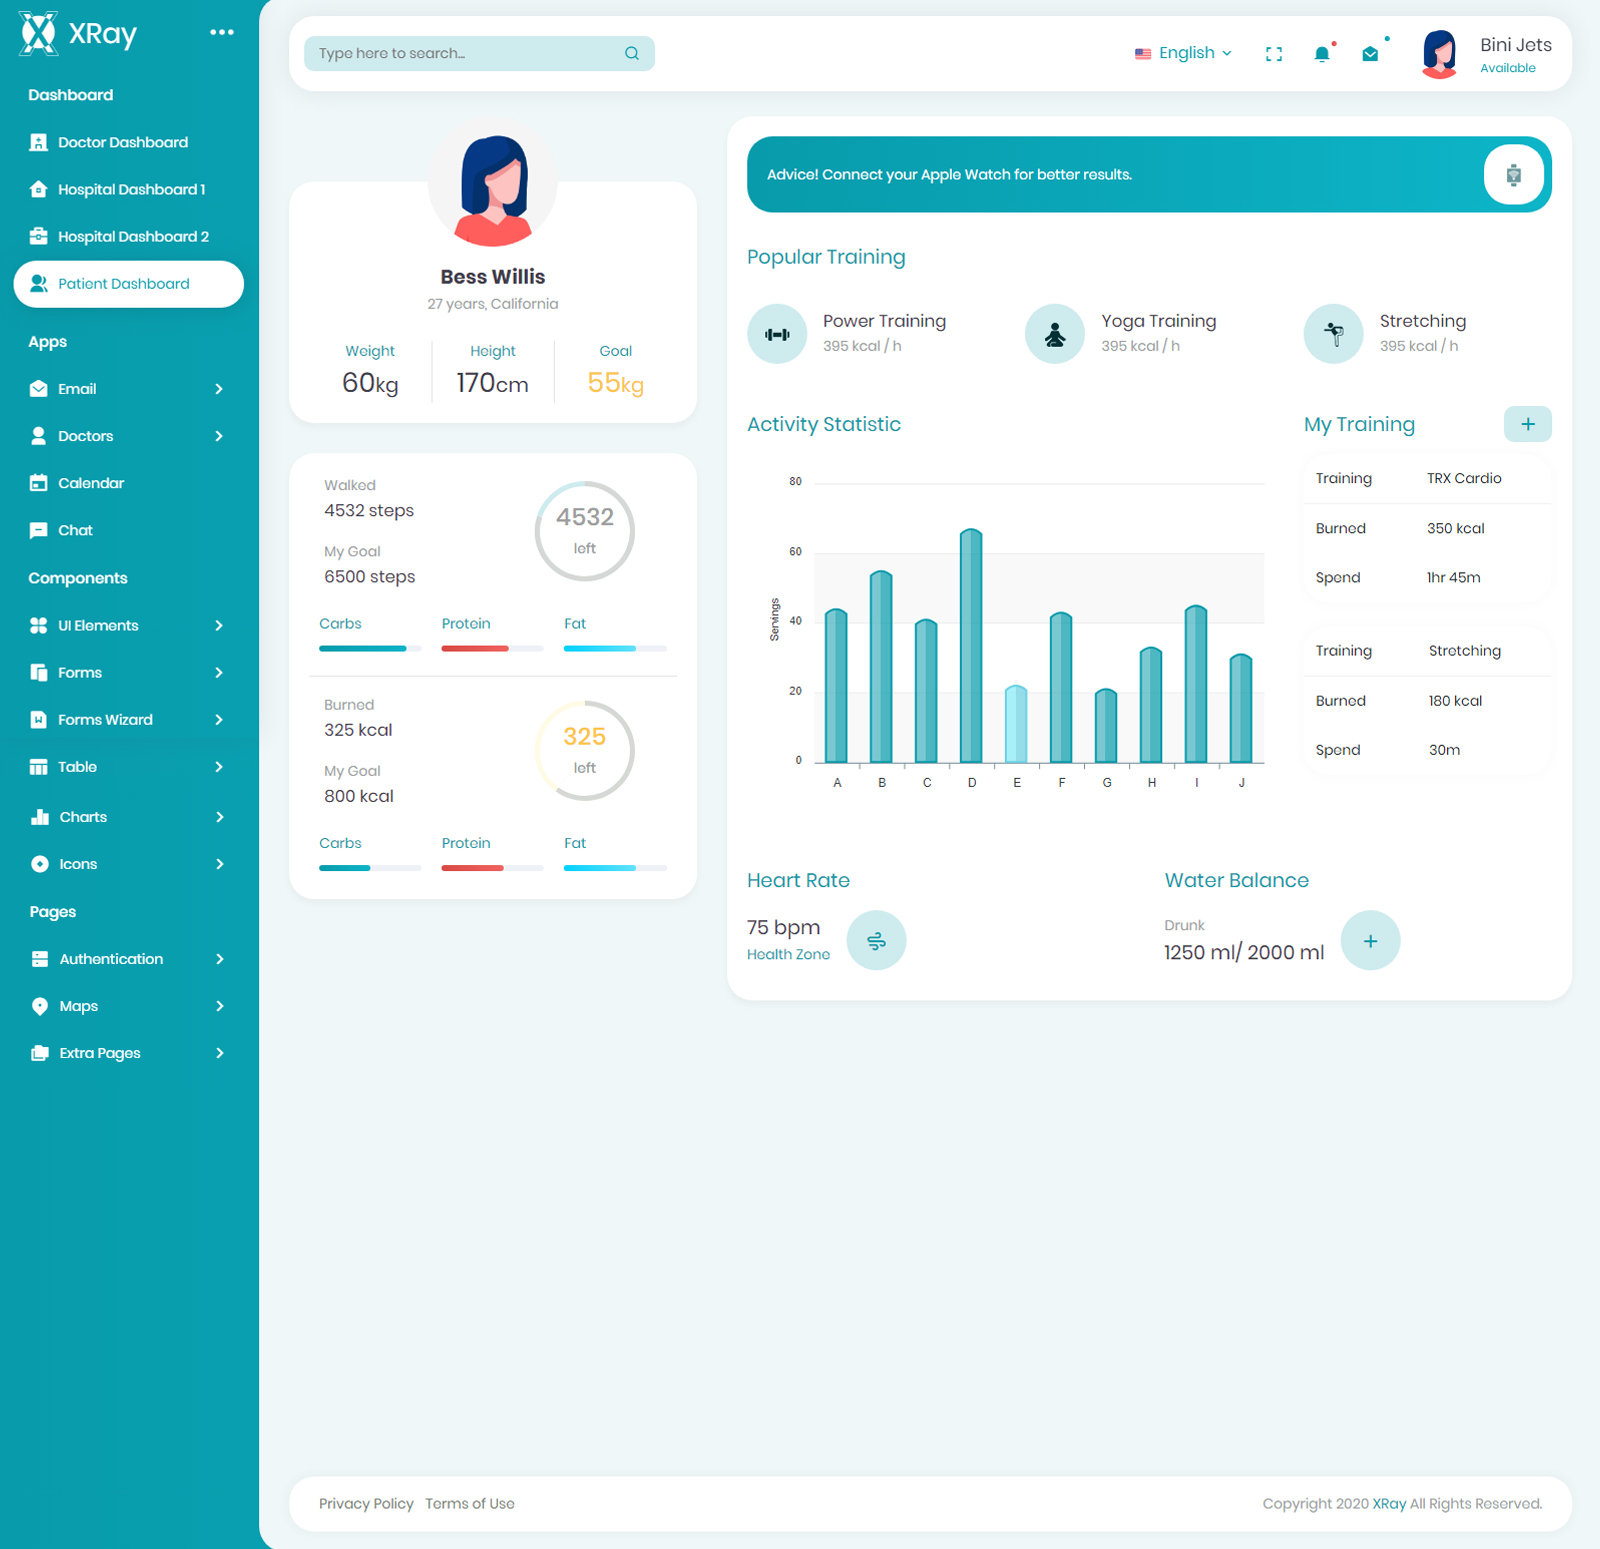 XRay
Dashboard
Doctor Dashboard
Hospital Dashboard 1
Hospital Dashboard 2
Patient Dashboard
Apps
Email
Doctors
Calendar
Chat
Components
UI Elements
Forms
Forms Wizard
Table
Charts
Icons
Pages
Authentication
Maps
Extra Pages
Type here to search...
English
Bini Jets
Available
Bess Willis
27 years, California
Weight Height Goal
60kg 170cm 55kg
Walked
4532 steps
My Goal
6500 steps
4532
left
Carbs Protein Fat
Burned
325 kcal
My Goal
800 kcal
325
left
Carbs Protein Fat
Advice! Connect your Apple Watch for better results.
Popular Training
Power Training
395 kcal / h
Yoga Training
395 kcal / h
Stretching
395 kcal / h
Activity Statistic
Servings
80
60
40
20
0
A B C D E F G H I J
My Training
+
Training TRX Cardio
Burned 350 kcal
Spend 1hr 45m
Training Stretching
Burned 180 kcal
Spend 30m
Heart Rate
75 bpm
Health Zone
Water Balance
Drunk
1250 ml/ 2000 ml
+
Privacy Policy Terms of Use
Copyright 2020 XRay All Rights Reserved.